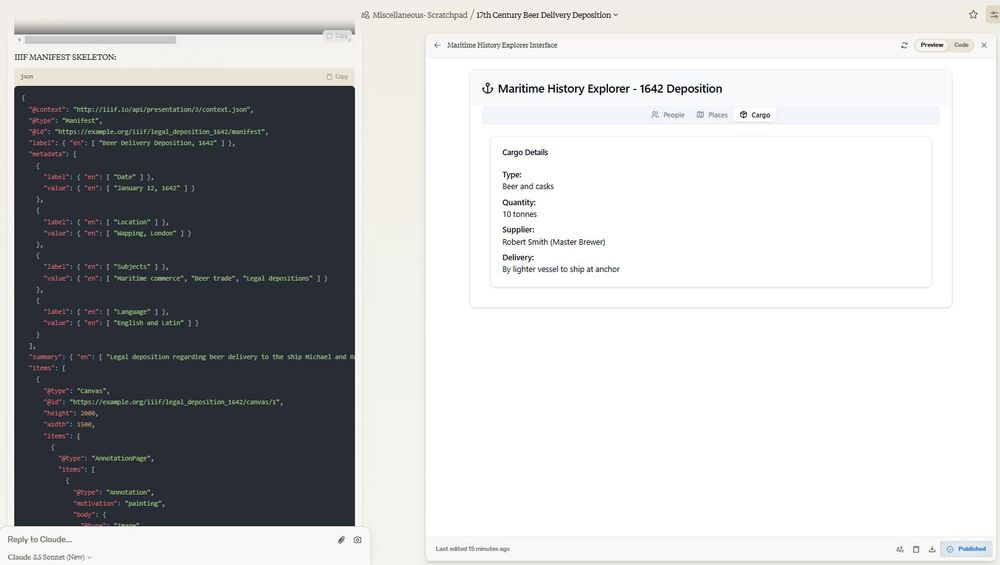 Miscellaneous- Scratchpad / 17th Century Beer Delivery Deposition
Copy
IIIF MANIFEST SKELETON:
json
Copy
{
"@context": "http://iiif.io/api/presentation/3/context.json",
"@type": "Manifest",
"@id": "https://example.org/iiif/legal_deposition_1642/manifest",
"label": { "en": [ "Beer Delivery Deposition, 1642" ] },
"metadata": [
{
"label": { "en": [ "Date" ] },
"value": { "en": [ "January 12, 1642" ] }
},
{
"label": { "en": [ "Location" ] },
"value": { "en": [ "Wapping, London" ] }
},
{
"label": { "en": [ "Subjects" ] },
"value": { "en": [ "Maritime commerce", "Beer trade", "Legal depositions" ] }
},
{
"label": { "en": [ "Language" ] },
"value": { "en": [ "English and Latin" ] }
}
],
"summary": { "en": [ "Legal deposition regarding beer delivery to the ship Michael and
"items": [
{
"@type": "Canvas",
"@id": "https://example.org/iiif/legal_deposition_1642/canvas/1",
"height": 2000,
"width": 1500,
"items": [
{
"@type": "AnnotationPage",
"items": [
{
"@type": "Annotation",
"motivation": "painting",
"body": {
"@type": "Image"
Reply to Claude...
Claude 3.5 Sonnet (New)
Maritime History Explorer Interface
Preview Code
Maritime History Explorer - 1642 Deposition
People Places Cargo
Cargo Details
Type:
Beer and casks
Quantity:
10 tonnes
Supplier:
Robert Smith (Master Brewer)
Delivery:
By lighter vessel to ship at anchor
Last edited 15 minutes ago
Published